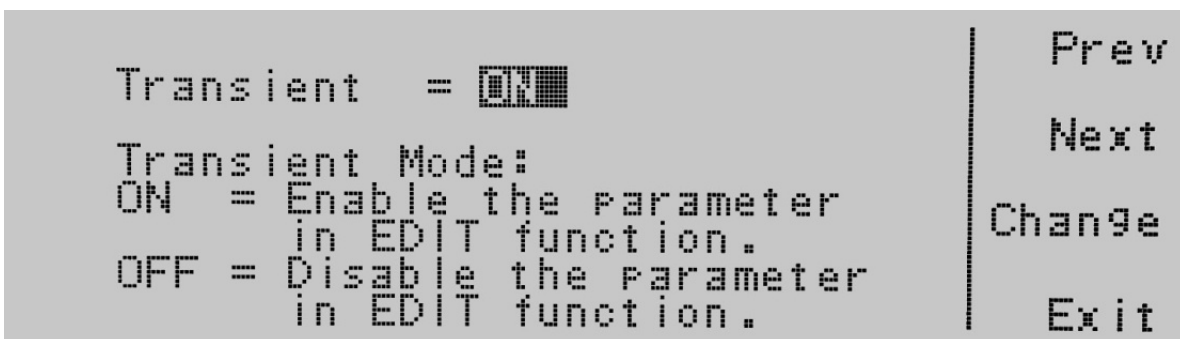 Transient = ON
Transient Mode:
ON = Enable the parameter
in EDIT function.
OFF = Disable the parameter
in EDIT function.
Prev
Next
Change
Exit